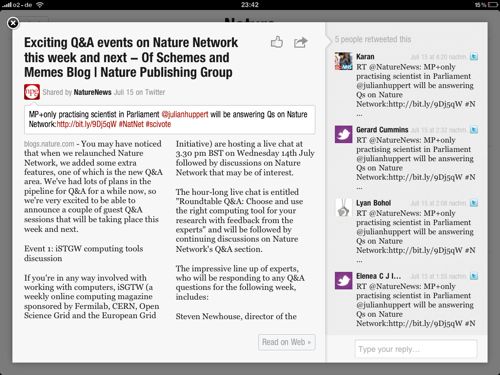 o2-de
23:42
15 %
Nature
Exciting Q&A events on Nature Network
this week and next – Of Schemes and
Memes Blog | Nature Publishing Group
nps
Shared by NatureNews Juli 15 on Twitter
MP+only practising scientist in Parliament @julianhuppert will be answering Qs on Nature
Network:http://bit.ly/9Dj5qW #NatNet #scivote
blogs.nature.com - You may have noticed
that when we relaunched Nature
Network, we added some extra
features, one of which is the new Q&A
area. We've had lots of plans in the
pipeline for Q&A for a while now, so
we're very excited to be able to
announce a couple of guest Q&A
sessions that will be taking place this
week and next.
Event 1: iSTGW computing tools
discussion
If you're in any way involved with
working with computers, iSGTW (a
weekly online computing magazine
sponsored by Fermilab, CERN, Open
Science Grid and the European Grid
Initiative) are hosting a live chat at
3.30 pm BST on Wednesday 14th July
followed by discussions on Nature
Network that may be of interest.
The hour-long live chat is entitled
"Roundtable Q&A: Choose and use
the right computing tool for your
research with feedback from the
experts" and will be followed by
continuing discussions on Nature
Network's Q&A section.
The impressive line up of experts,
who will be responding to any Q&A
questions for the following week,
includes:
Steven Newhouse, director of the
Read on Web »
5 people retweeted this
Karan
Juli 15 at 4:20 nachm.
RT @NatureNews: MP+only
practising scientist in Parliament
@julianhuppert will be answering
Qs on Nature
Network:http://bit.ly/9Dj5qW #N
...
Gerard Cummins
Juli 15 at 2:32 nachm.
RT @NatureNews: MP+only
practising scientist in Parliament
@julianhuppert will be answering
Qs on Nature
Network:http://bit.ly/9Dj5qW #N
...
Lyan Bohol
Juli 15 at 2:08 nachm.
RT @NatureNews: MP+only
practising scientist in Parliament
@julianhuppert will be answering
Qs on Nature
Network:http://bit.ly/9Dj5qW #N
...
Elenea C J I...
Juli 15 at 1:55 nachm.
RT @NatureNews: MP+only
practising scientist in Parliament
@julianhuppert will be answering
Qs on Nature
Network:http://bit.ly/9Dj5qW #N
Type your reply...